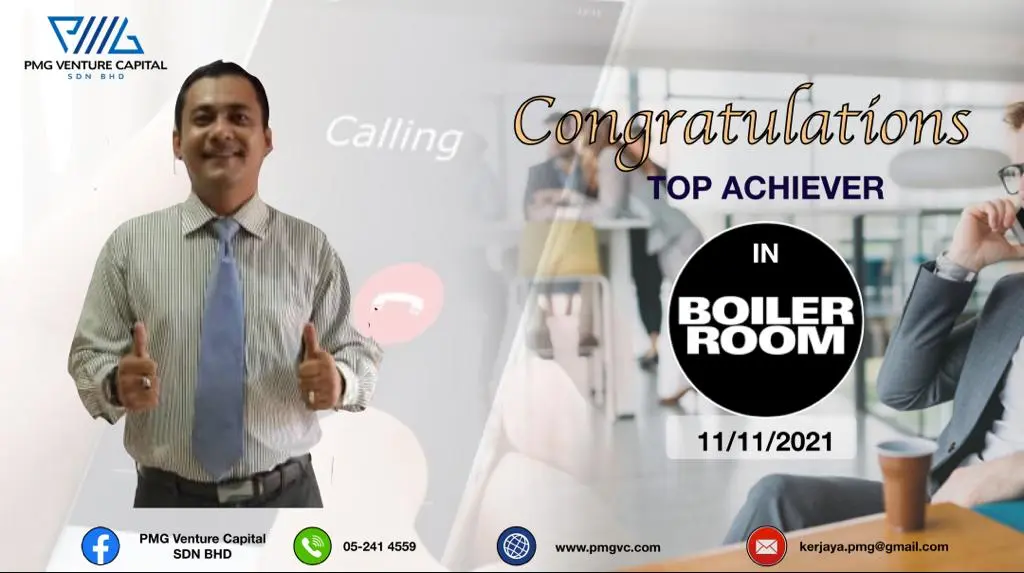 PMG
PMG VENTURE CAPITAL
SDN BHD
Calling
Congratulations
TOP ACHIEVER
IN
BOILER
ROOM
11/11/2021
PMG Venture Capital
SDN BHD
05-241 4559
www.pmgvc.com
kerjaya.pmg@gmail.com